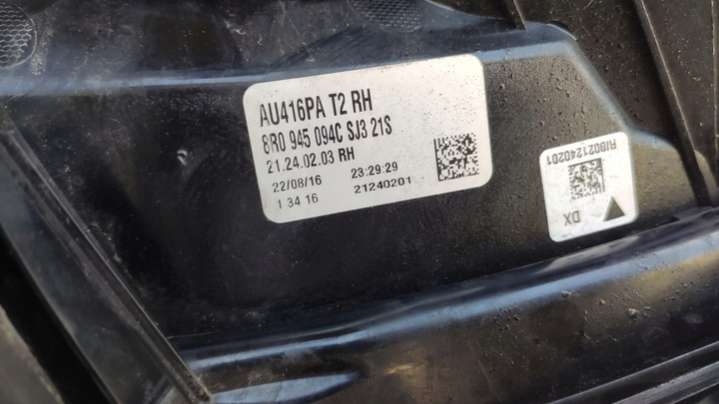 AU416PA T2 RH
8R0 945 094C SJ3 21S
21.24.02.03 RH
22/08/16 23:29:29
1 34 16 21240201
DX